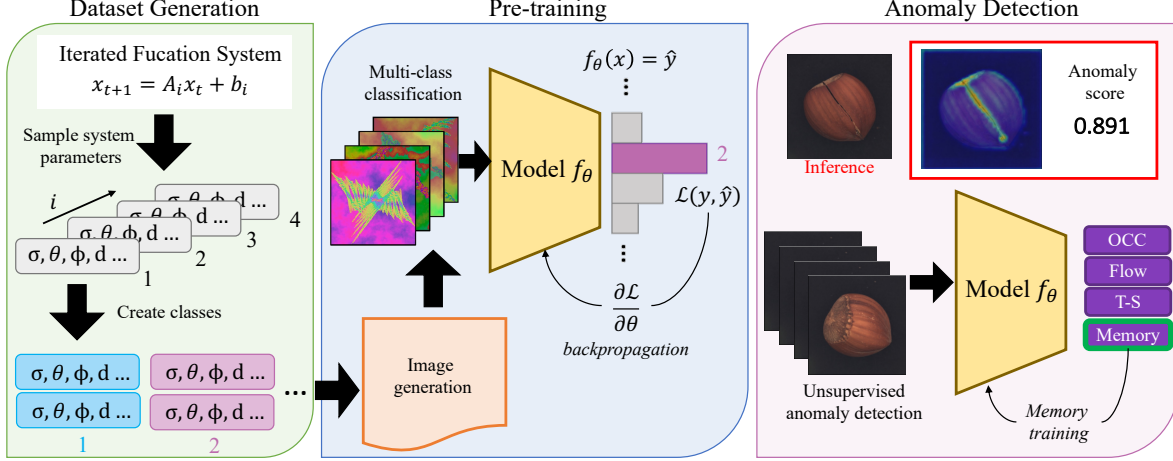 Dataset Generation
Iterated Fucation System
x_{t+1} = A_i x_t + b_i
Sample system
parameters
i
σ, θ, ϕ, d ...
4
σ, θ, ϕ, d ...
3
σ, θ, ϕ, d ...
2
σ, θ, ϕ, d ...
1
Create classes
σ, θ, ϕ, d ...
σ, θ, ϕ, d ...
1
σ, θ, ϕ, d ...
σ, θ, ϕ, d ...
2
...
Pre-training
Multi-class
classification
Model f_θ
f_θ(x) = ŷ
...
2
ℒ(y, ŷ)
...
∂ℒ
∂θ
backpropagation
Image
generation
Anomaly Detection
Inference
Anomaly
score
0.891
Model f_θ
OCC
Flow
T-S
Memory
Unsupervised
anomaly detection
Memory
training